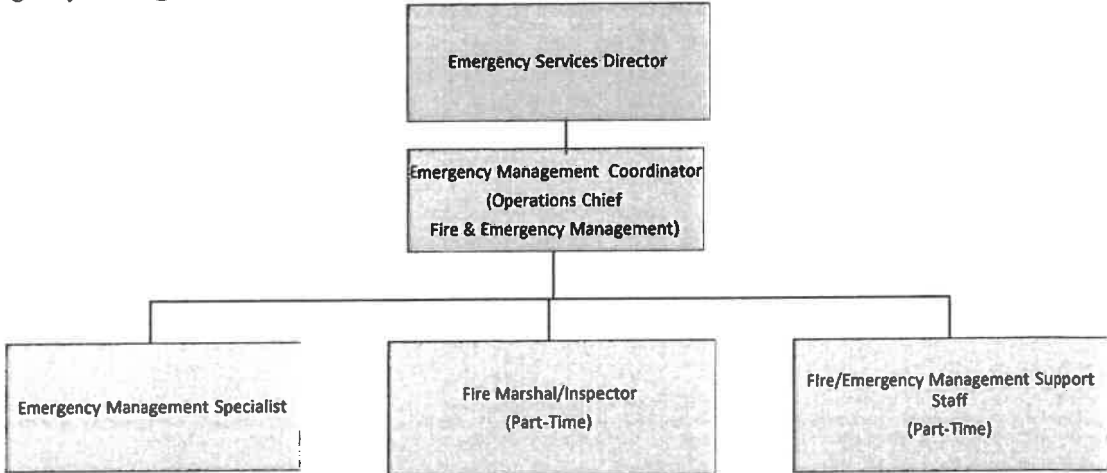 Emergency Services Director
Emergency Management Coordinator
(Operations Chief
Fire & Emergency Management)
Emergency Management Specialist
Fire Marshal/Inspector
(Part-Time)
Fire/Emergency Management Support
Staff
(Part-Time)